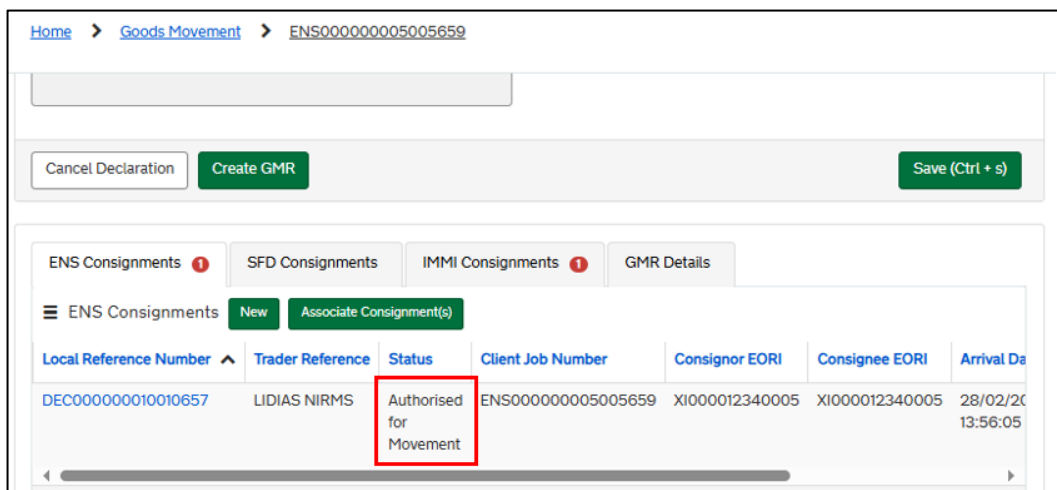 Home > Goods Movement > ENS000000005005659
Cancel Declaration Create GMR Save (Ctrl + s)
ENS Consignments 1 SFD Consignments IMMI Consignments 1 GMR Details
ENS Consignments New Associate Consignment(s)
Local Reference Number Trader Reference Status Client Job Number Consignor EORI Consignee EORI Arrival Da
DEC000000010010657 LIDIAS NIRMS Authorised ENS000000005005659 XI000012340005 XI000012340005 28/02/20
for 13:56:05
Movement